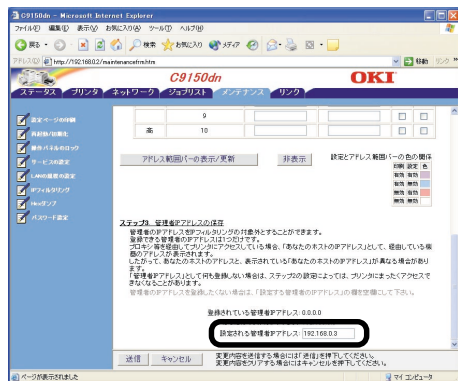 C9150dn - Microsoft Internet Explorer
ファイル(F) 編集(E) 表示(V) お気に入り(A) ツール(T) ヘルプ(H)
戻る 検索 お気に入り メディア
アドレス(D) http://192.168.0.2/maintenancefrm.htm 移動 リンク
C9150dn OKI
ステータス プリンタ ネットワーク ジョブリスト メンテナンス リンク
設定ページの印刷
再起動/初期化
操作パネルのロック
サービスの設定
LANの規模の設定
IPフィルタリング
Hexダンプ
パスワード設定
9
高 10
アドレス範囲バーの表示/更新 非表示 設定とアドレス範囲バーの色の関係
印刷 設定 色
有効 有効
有効 無効
無効 有効
無効 無効
ステップ3. 管理者IPアドレスの保存
管理者のIPアドレスをIPフィルタリングの対象外とすることができます。
登録できる管理者のIPアドレスは1つだけです。
プロキシ等を経由してプリンタにアクセスしている場合、「あなたのホストのIPアドレス」として、経由している機
器のアドレスが表示されます。
したがって、あなたのホストのアドレスと、表示されている「あなたのホストのIPアドレス」が異なる場合があり
ます。
「管理者IPアドレス」として何も登録しない場合は、ステップ2の設定によっては、プリンタにまったくアクセスで
きなくなることがあります。
管理者のIPアドレスを登録したくない場合は、「設定する管理者のIPアドレス」の欄を空欄にして下さい。
登録されている管理者IPアドレス: 0.0.0.0
設定される管理者IPアドレス: 192.168.0.3
送信 キャンセル 変更内容を送信する場合には「送信」を押下してください。
変更内容をクリアする場合にはキャンセルを押下してください。
ページが表示されました マイ コンピュータ